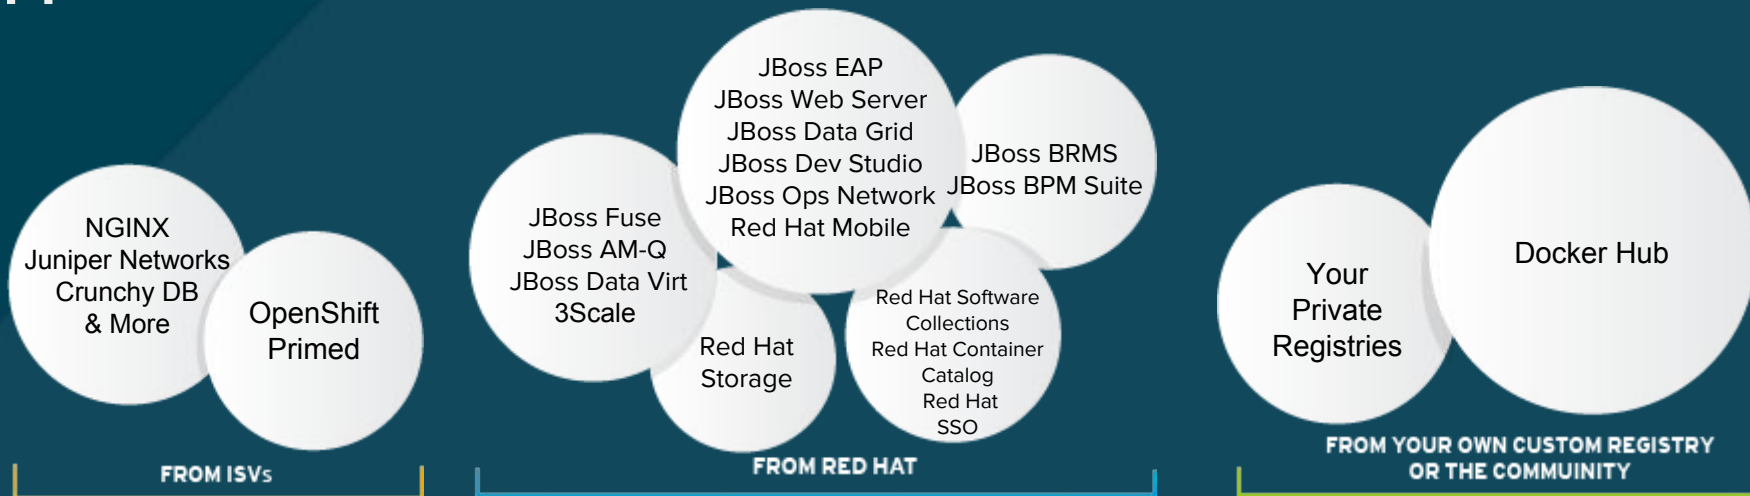 NGINX
Juniper Networks
Crunchy DB
& More
OpenShift
Primed
FROM ISVs
JBoss Fuse
JBoss AM-Q
JBoss Data Virt
3Scale
JBoss EAP
JBoss Web Server
JBoss Data Grid
JBoss Dev Studio
JBoss Ops Network
Red Hat Mobile
JBoss BRMS
JBoss BPM Suite
Red Hat
Storage
Red Hat Software
Collections
Red Hat Container
Catalog
Red Hat
SSO
FROM RED HAT
Your
Private
Registries
Docker Hub
FROM YOUR OWN CUSTOM REGISTRY
OR THE COMMUINITY